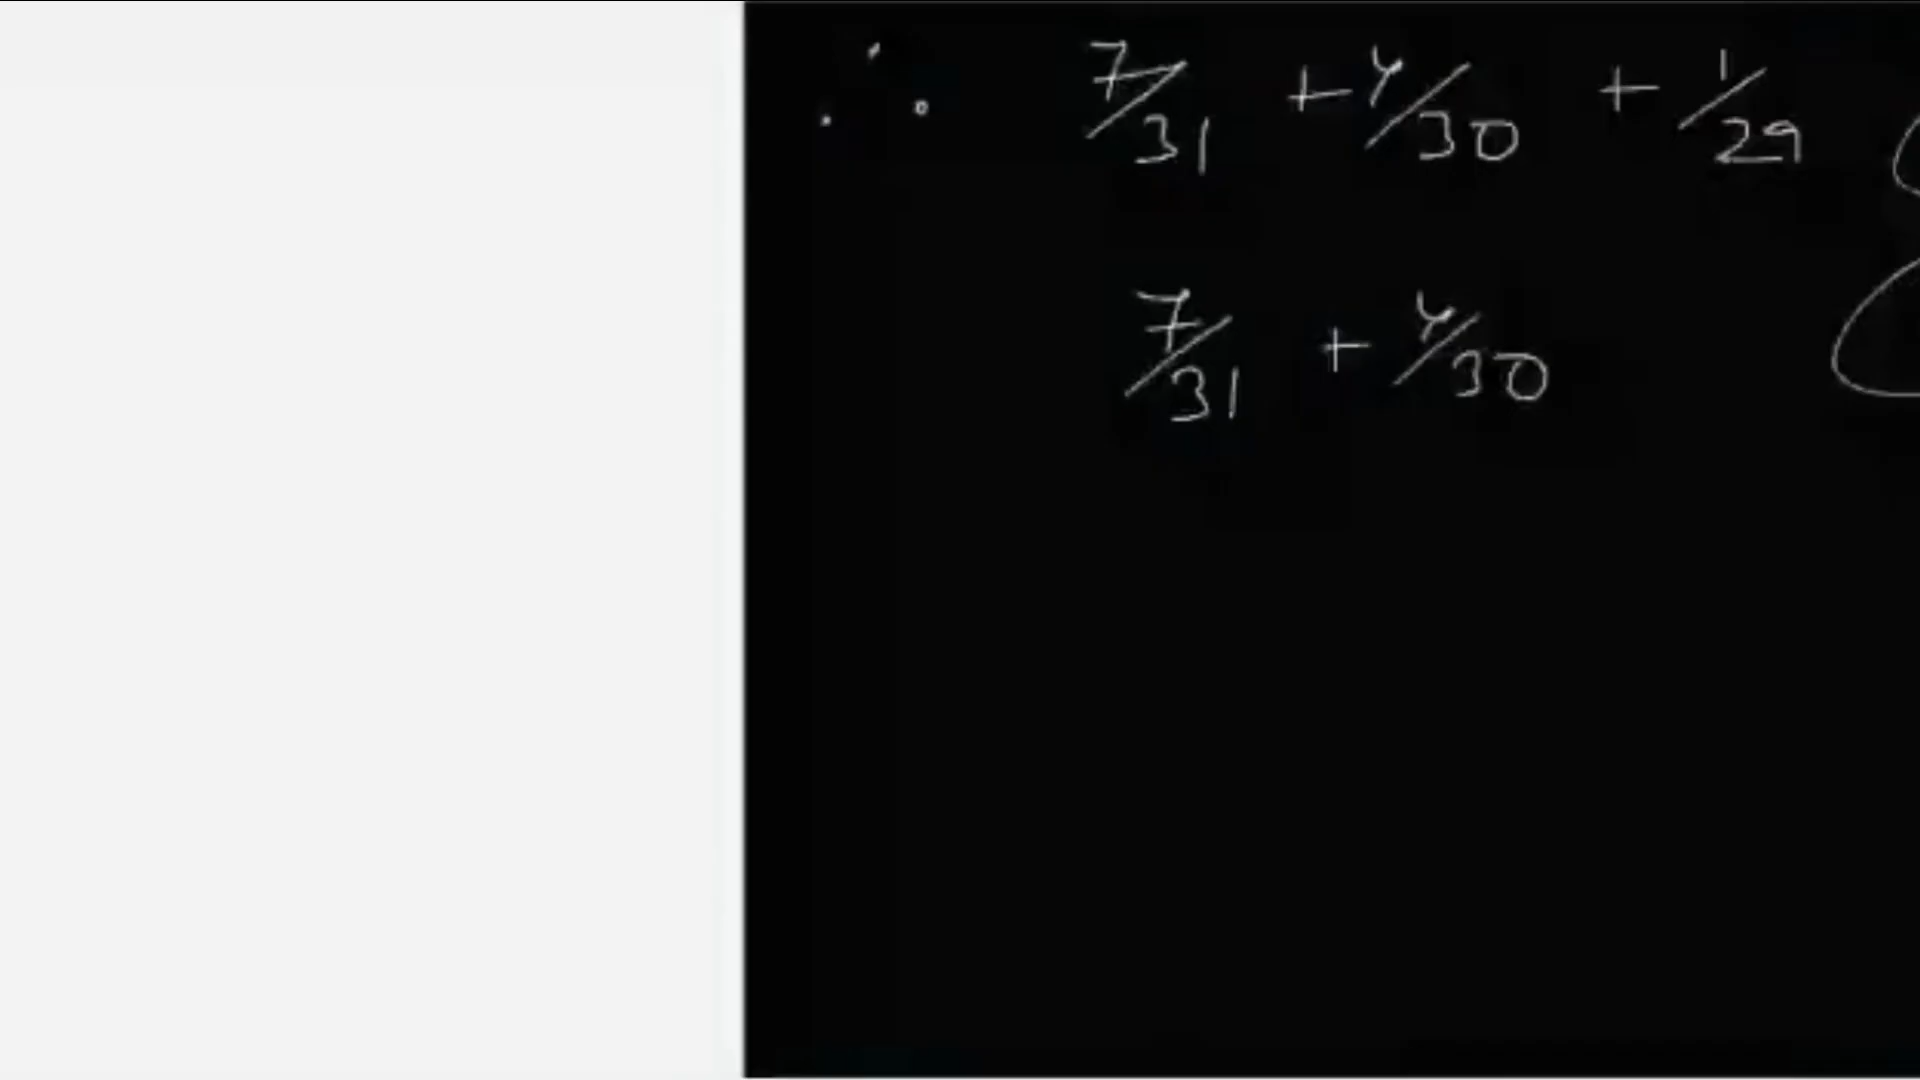 ∴ 7/31 + 4/30 + 1/29
7/31 + 4/30